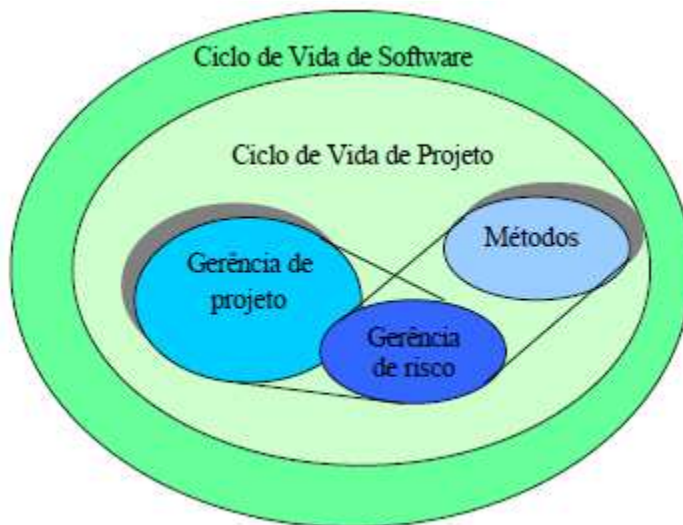 Ciclo de Vida de Software
Ciclo de Vida de Projeto
Métodos
Gerência de
projeto
Gerência
de risco